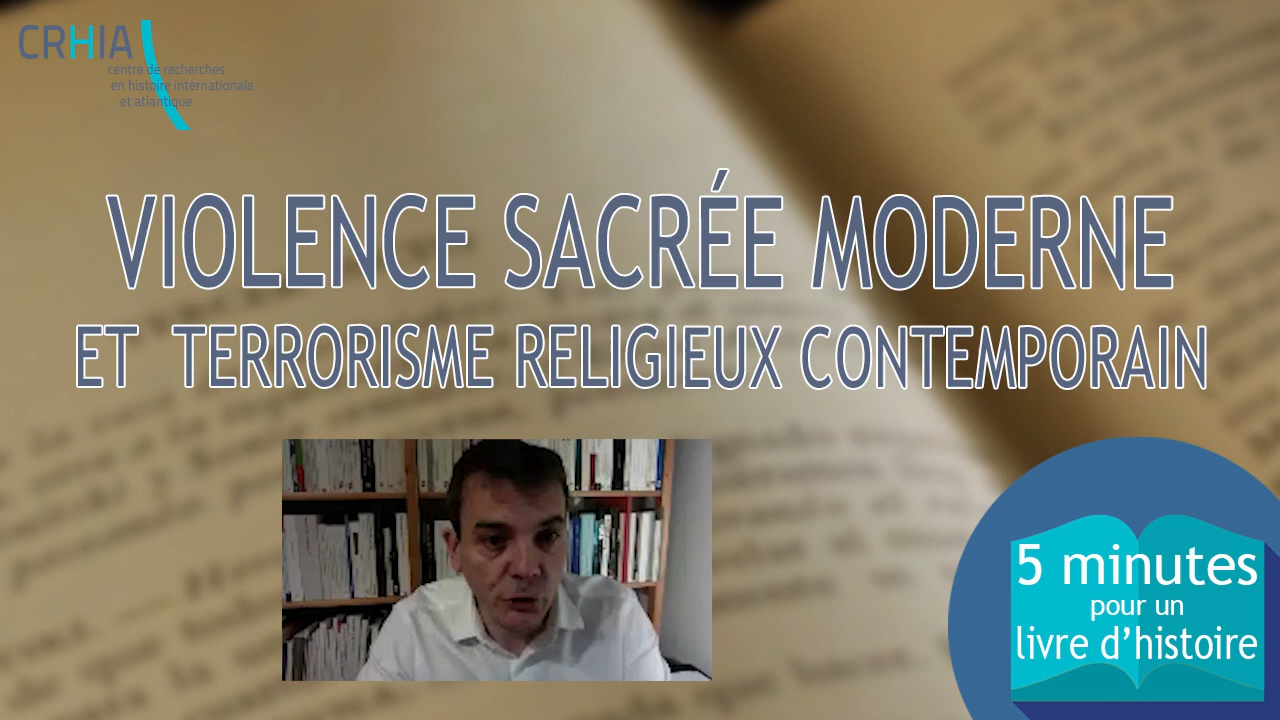 CRHIA
centre de recherches
en histoire internationale
et atlantique
VIOLENCE SACRÉE MODERNE
ET TERRORISME RELIGIEUX CONTEMPORAIN
5 minutes
pour un
livre d'histoire